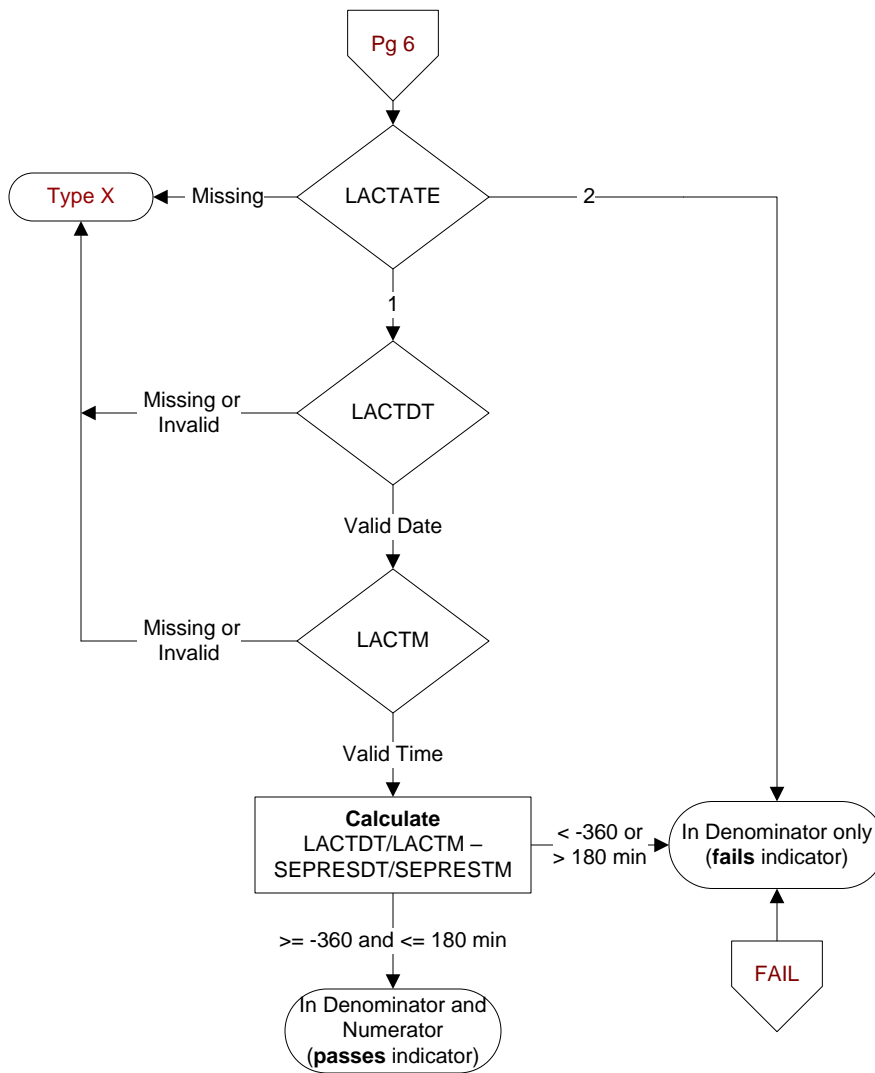 Pg 6
Type X
Missing
LACTATE
2
1
Missing or
Invalid
LACTDT
Valid Date
Missing or
Invalid
LACTM
Valid Time
Calculate
LACTDT/LACTM –
SEPRESDT/SEPRESTM
< -360 or
> 180 min
In Denominator only
(fails indicator)
>= -360 and <= 180 min
FAIL
In Denominator and
Numerator
(passes indicator)